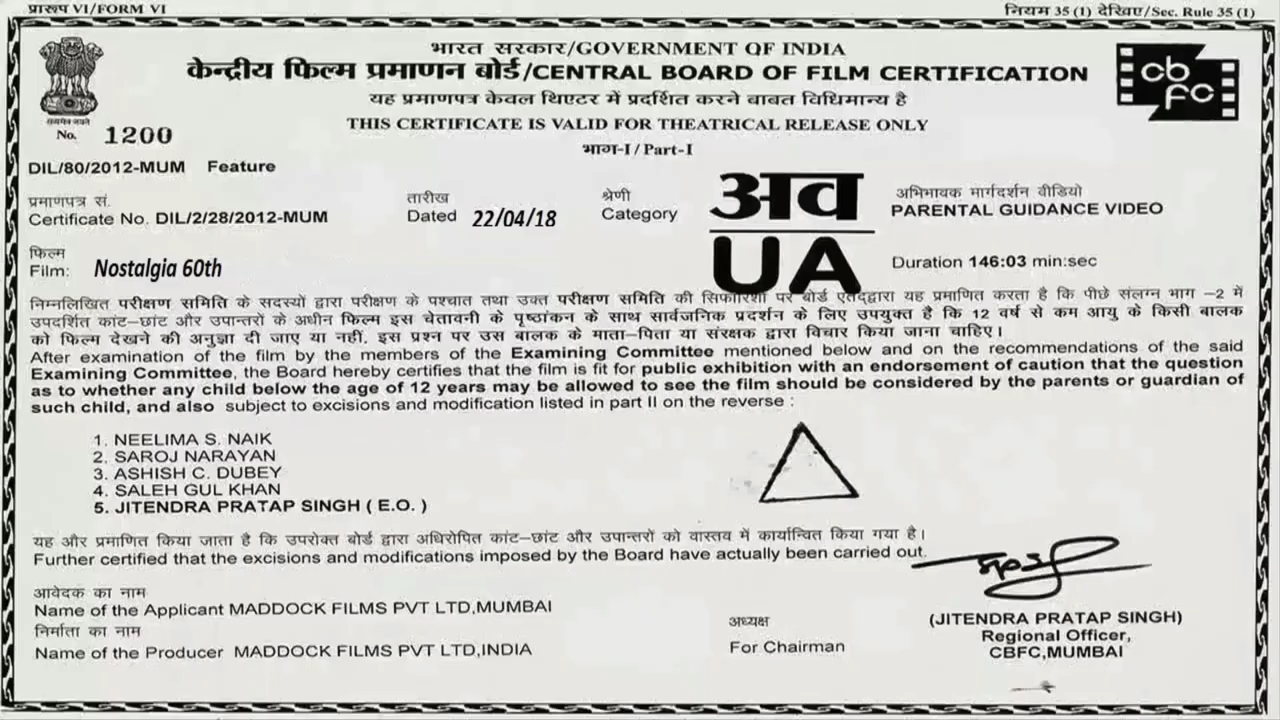 प्रारूप VI/FORM VI
नियम 35 (1) देखिए/Sec. Rule 35 (1)
भारत सरकार/GOVERNMENT OF INDIA
केन्द्रीय फिल्म प्रमाणन बोर्ड/CENTRAL BOARD OF FILM CERTIFICATION
cb
fc
यह प्रमाणपत्र केवल थिएटर में प्रदर्शित करने बाबत विधिमान्य है
सत्यमेव जयते
No. 1200
THIS CERTIFICATE IS VALID FOR THEATRICAL RELEASE ONLY
भाग-I / Part-I
DIL/80/2012-MUM Feature
प्रमाणपत्र सं. तारीख श्रेणी अव अभिभावक मार्गदर्शन वीडियो
Certificate No. DIL/2/28/2012-MUM Dated 22/04/18 Category UA PARENTAL GUIDANCE VIDEO
फिल्म
Film: Nostalgia 60th Duration 146:03 min:sec
निम्नलिखित परीक्षण समिति के सदस्यों द्वारा परीक्षण के पश्चात तथा उक्त परीक्षण समिति की सिफारिशों पर बोर्ड एतद्द्वारा यह प्रमाणित करता है कि पीछे संलग्न भाग –2 में
उपदर्शित कांट–छांट और उपान्तरों के अधीन फिल्म इस चेतावनी के पृष्ठांकन के साथ सार्वजनिक प्रदर्शन के लिए उपयुक्त है कि 12 वर्ष से कम आयु के किसी बालक
को फिल्म देखने की अनुज्ञा दी जाए या नहीं, इस प्रश्न पर उस बालक के माता–पिता या संरक्षक द्वारा विचार किया जाना चाहिए।
After examination of the film by the members of the Examining Committee mentioned below and on the recommendations of the said
Examining Committee, the Board hereby certifies that the film is fit for public exhibition with an endorsement of caution that the question
as to whether any child below the age of 12 years may be allowed to see the film should be considered by the parents or guardian of
such child, and also subject to excisions and modification listed in part II on the reverse :
1. NEELIMA S. NAIK
2. SAROJ NARAYAN
3. ASHISH C. DUBEY
4. SALEH GUL KHAN
5. JITENDRA PRATAP SINGH ( E.O. )
यह और प्रमाणित किया जाता है कि उपरोक्त बोर्ड द्वारा अधिरोपित कांट–छांट और उपान्तरों को वास्तव में कार्यान्वित किया गया है।
Further certified that the excisions and modifications imposed by the Board have actually been carried out.
आवेदक का नाम
Name of the Applicant MADDOCK FILMS PVT LTD,MUMBAI
निर्माता का नाम
Name of the Producer MADDOCK FILMS PVT LTD,INDIA
अध्यक्ष
For Chairman
(JITENDRA PRATAP SINGH)
Regional Officer,
CBFC,MUMBAI